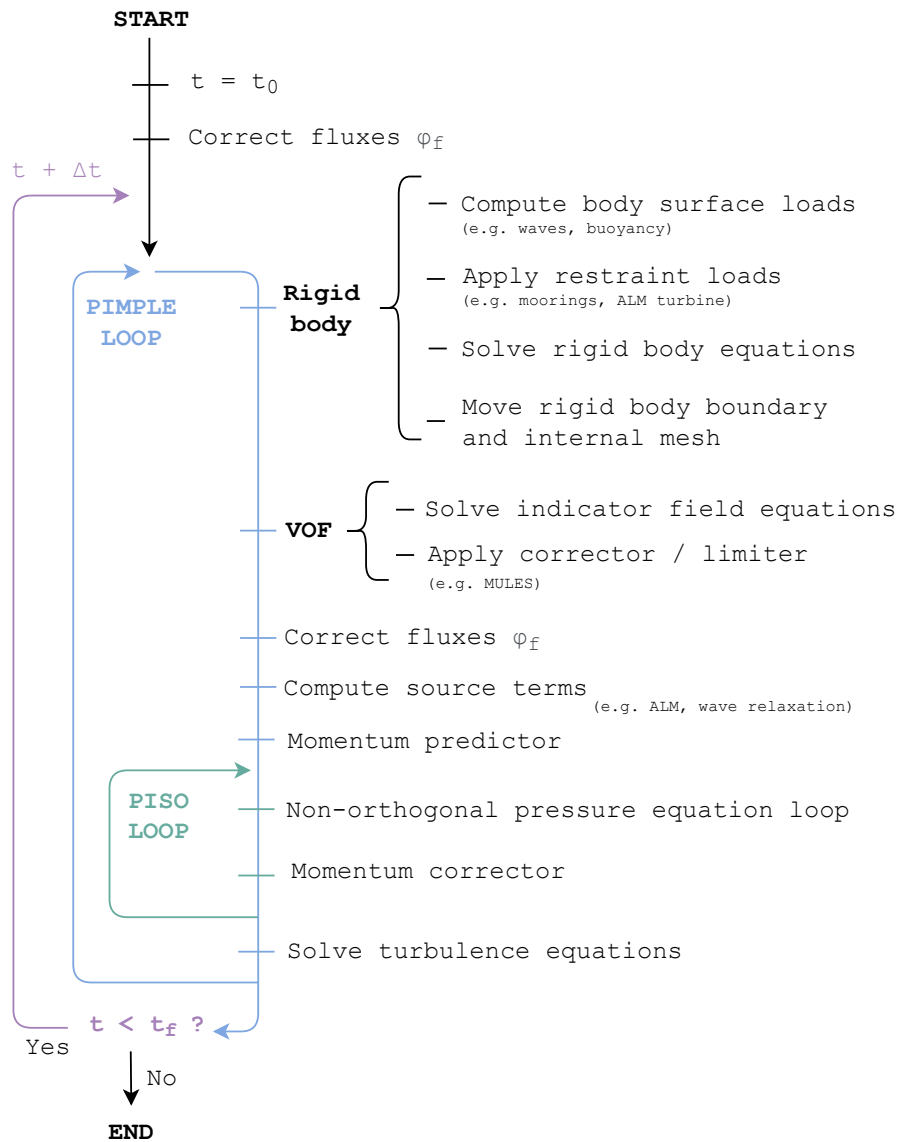 START
t = t₀
Correct fluxes φ_f
t + Δt
PIMPLE
LOOP
Rigid
body
Compute body surface loads
(e.g. waves, buoyancy)
Apply restraint loads
(e.g. moorings, ALM turbine)
Solve rigid body equations
Move rigid body boundary
and internal mesh
VOF
Solve indicator field equations
Apply corrector / limiter
(e.g. MULES)
Correct fluxes φ_f
Compute source terms (e.g. ALM, wave relaxation)
Momentum predictor
PISO
LOOP
Non-orthogonal pressure equation loop
Momentum corrector
Solve turbulence equations
t < t_f ?
Yes
No
END